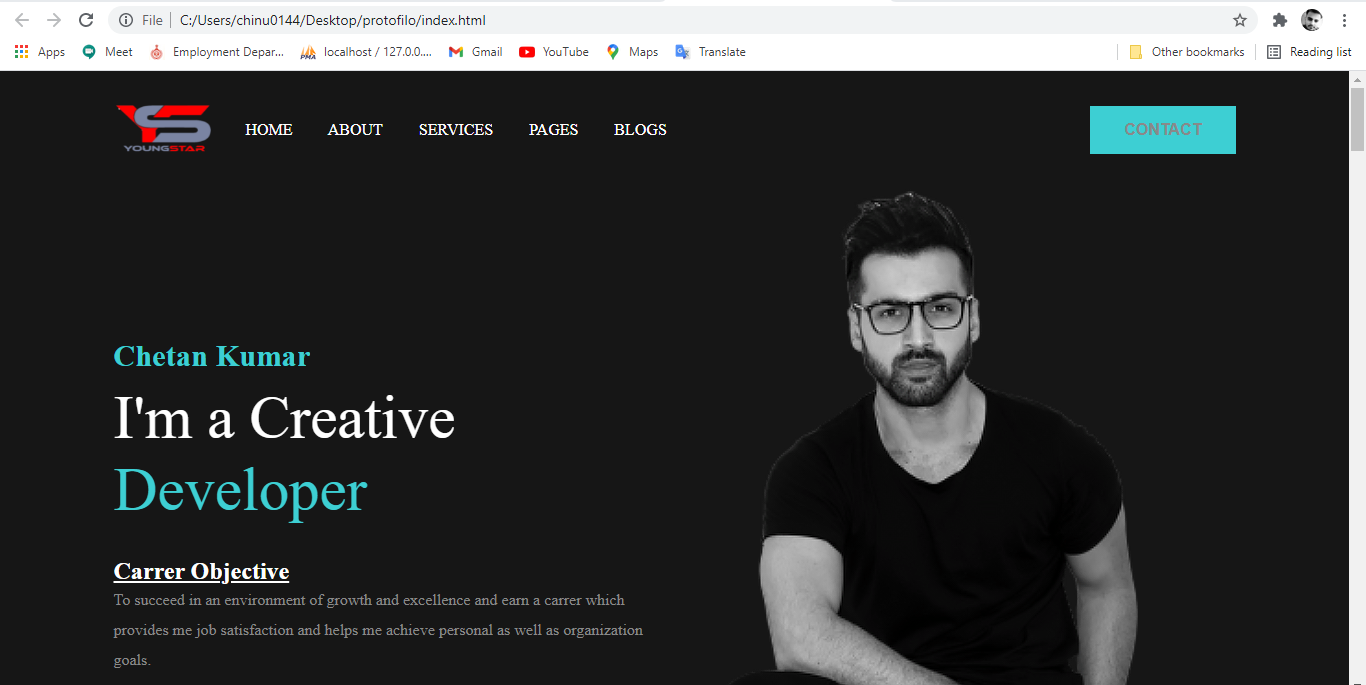 File C:/Users/chinu0144/Desktop/protofilo/index.html
Apps Meet Employment Depar... localhost / 127.0.0.... Gmail YouTube Maps Translate Other bookmarks Reading list
YS
YOUNGSTAR
HOME ABOUT SERVICES PAGES BLOGS CONTACT
Chetan Kumar
I'm a Creative
Developer
Carrer Objective
To succeed in an environment of growth and excellence and earn a carrer which
provides me job satisfaction and helps me achieve personal as well as organization
goals.